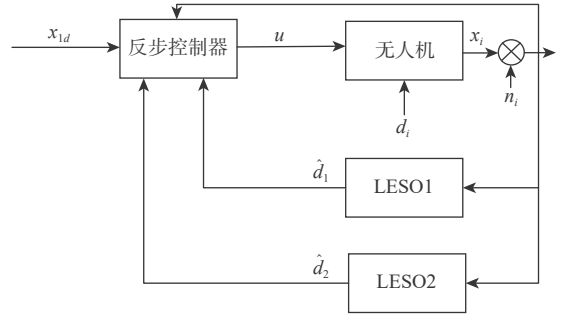 x_{1d}
反步控制器
u
无人机
x_i
n_i
d_i
\hat{d}_1
LESO1
\hat{d}_2
LESO2